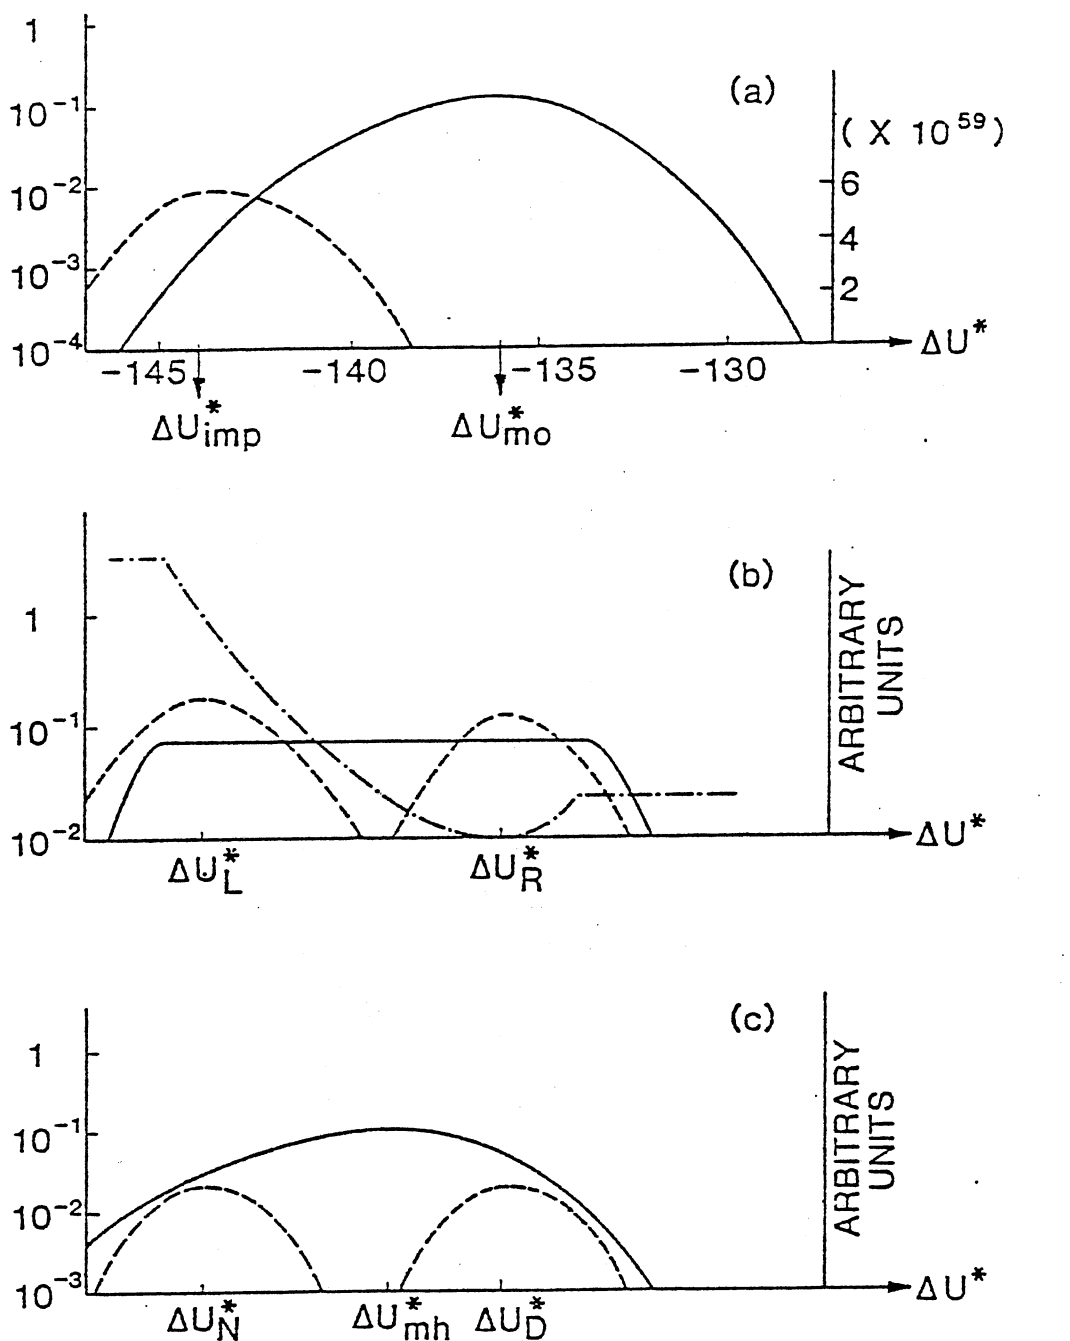 1
10⁻¹
10⁻²
10⁻³
10⁻⁴
(a)
( X 10⁵⁹)
6
4
2
-145
-140
-135
-130
ΔU*
ΔU*imp
ΔU*mo
(b)
1
10⁻¹
10⁻²
ARBITRARY
UNITS
ΔU*
ΔU*L
ΔU*R
(c)
1
10⁻¹
10⁻²
10⁻³
ARBITRARY
UNITS
ΔU*
ΔU*N
ΔU*mh
ΔU*D